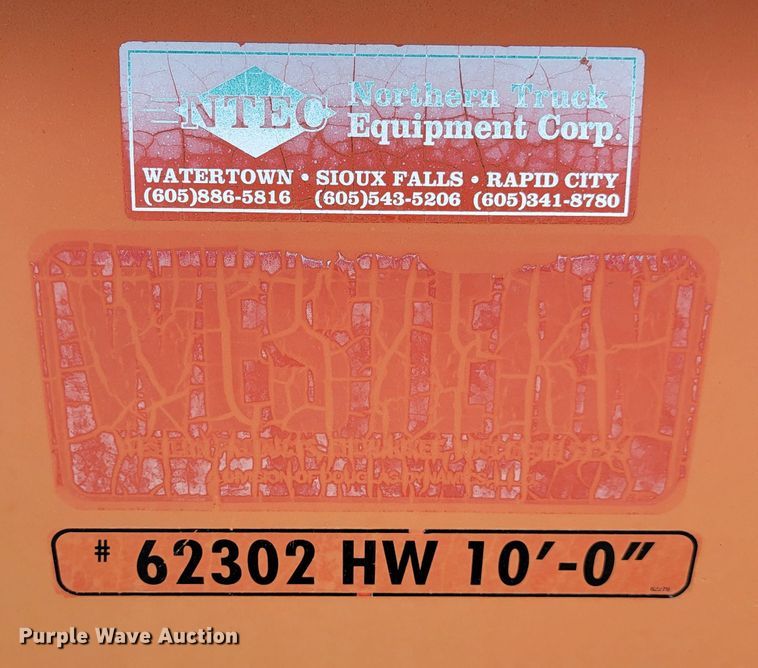 NTEC
Northern Truck
Equipment Corp.
WATERTOWN • SIOUX FALLS • RAPID CITY
(605)886-5816 (605)543-5206 (605)341-8780
WESTERN
# 62302 HW 10'-0"
Purple Wave Auction